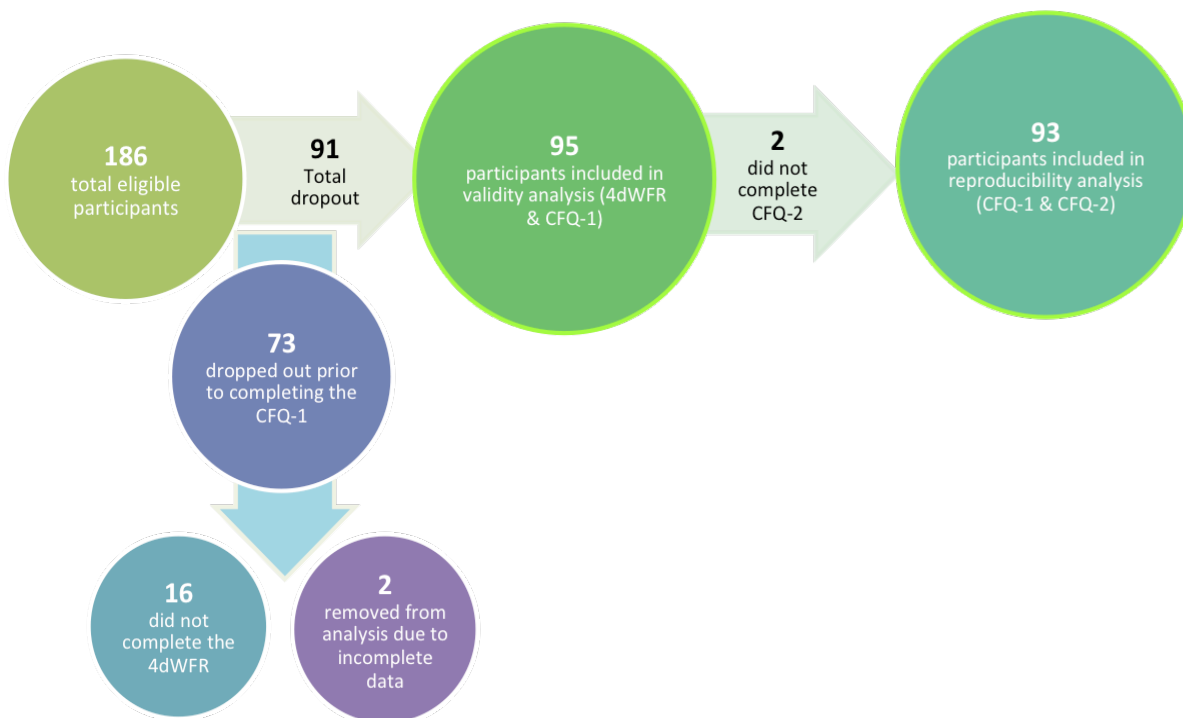 186
total eligible
participants
91
Total
dropout
95
participants included in
validity analysis (4dWFR
& CFQ-1)
2
did not
complete
CFQ-2
93
participants included in
reproducibility analysis
(CFQ-1 & CFQ-2)
73
dropped out prior
to completing the
CFQ-1
16
did not
complete the
4dWFR
2
removed from
analysis due to
incomplete
data